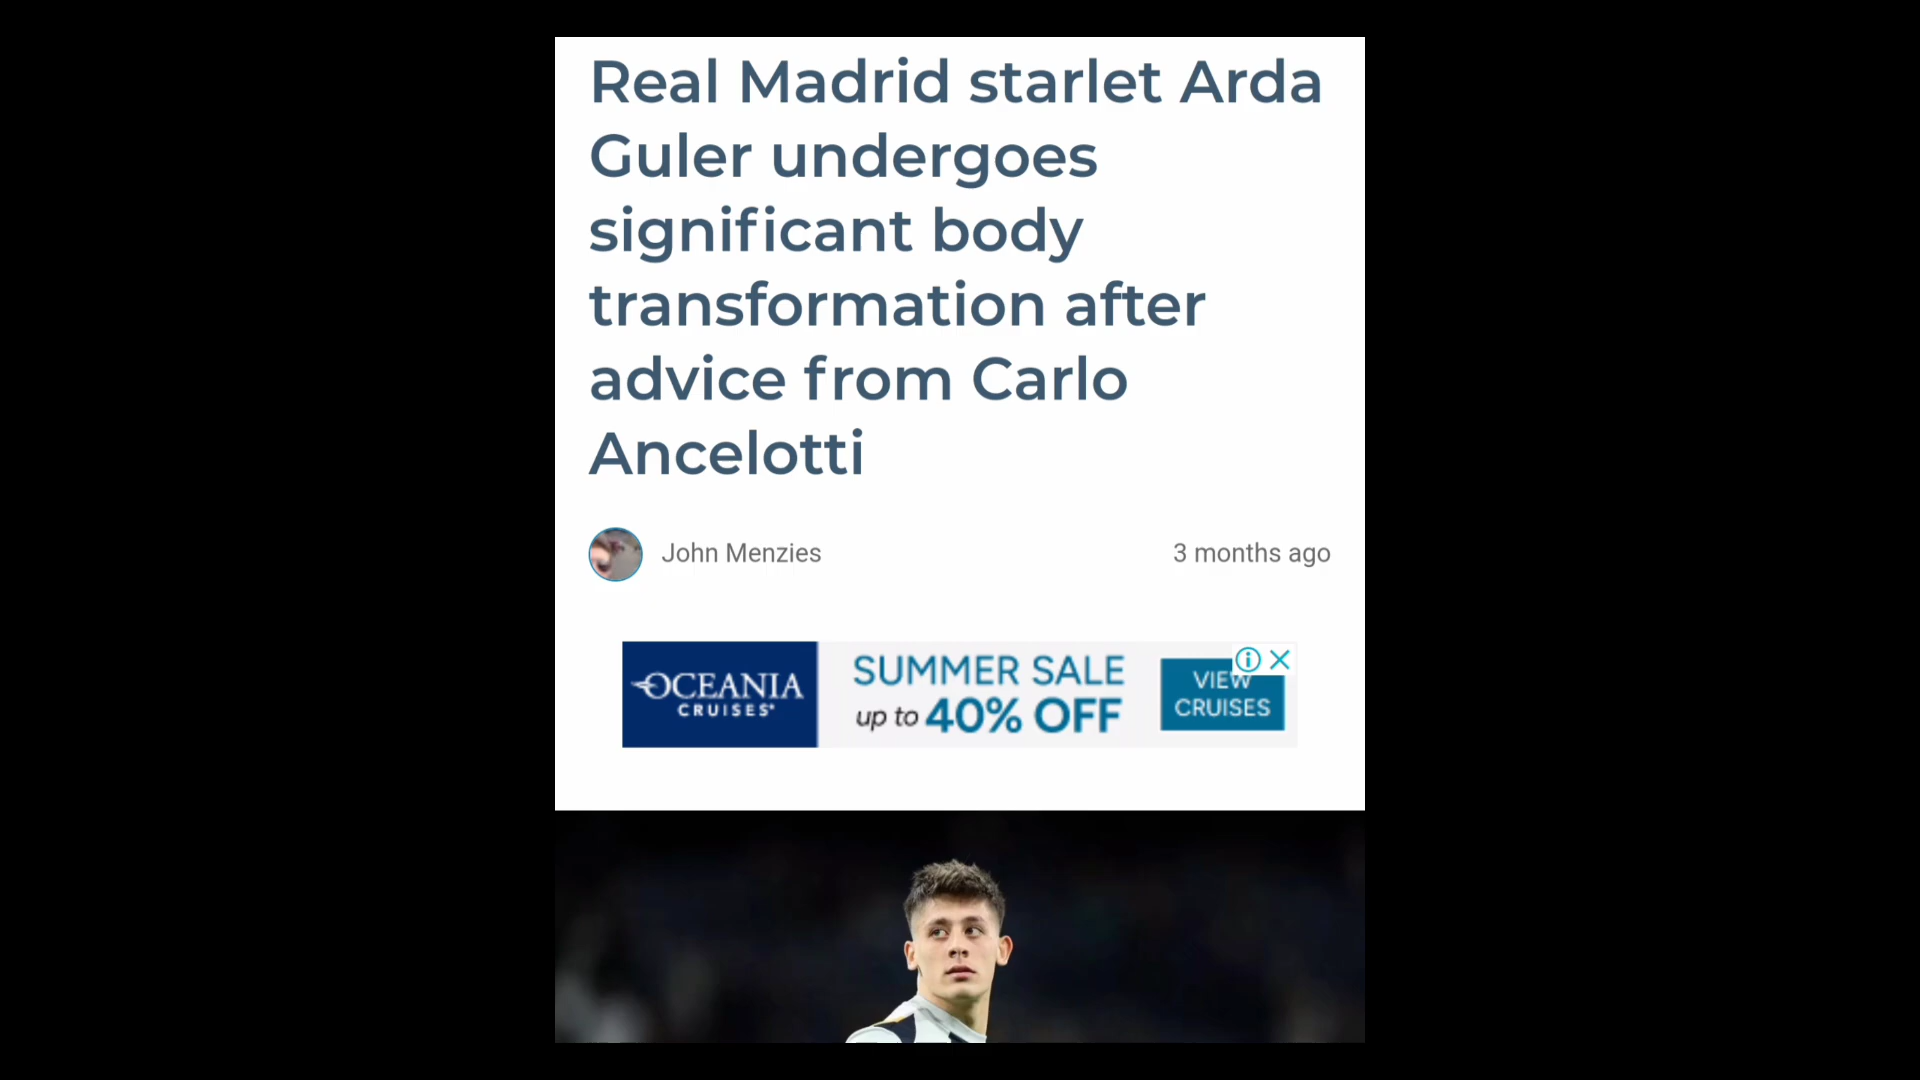 Real Madrid starlet Arda
Guler undergoes
significant body
transformation after
advice from Carlo
Ancelotti
John Menzies
3 months ago
OCEANIA
CRUISES®
SUMMER SALE
up to 40% OFF
VIEW
CRUISES